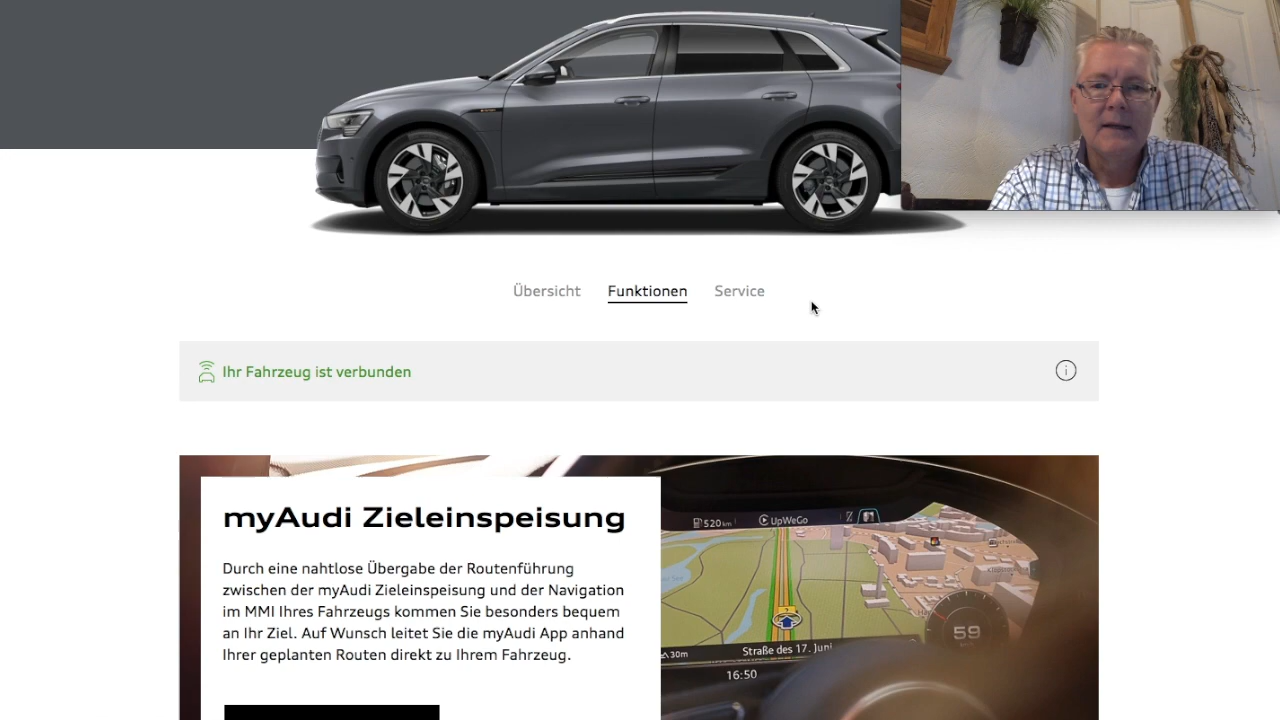 Übersicht Funktionen Service
Ihr Fahrzeug ist verbunden
myAudi Zieleinspeisung
Durch eine nahtlose Übergabe der Routenführung
zwischen der myAudi Zieleinspeisung und der Navigation
im MMI Ihres Fahrzeugs kommen Sie besonders bequem
an Ihr Ziel. Auf Wunsch leitet Sie die myAudi App anhand
Ihrer geplanten Routen direkt zu Ihrem Fahrzeug.
520 km
UpWeGo
59
30m
Straße des 17. Juni
16:50